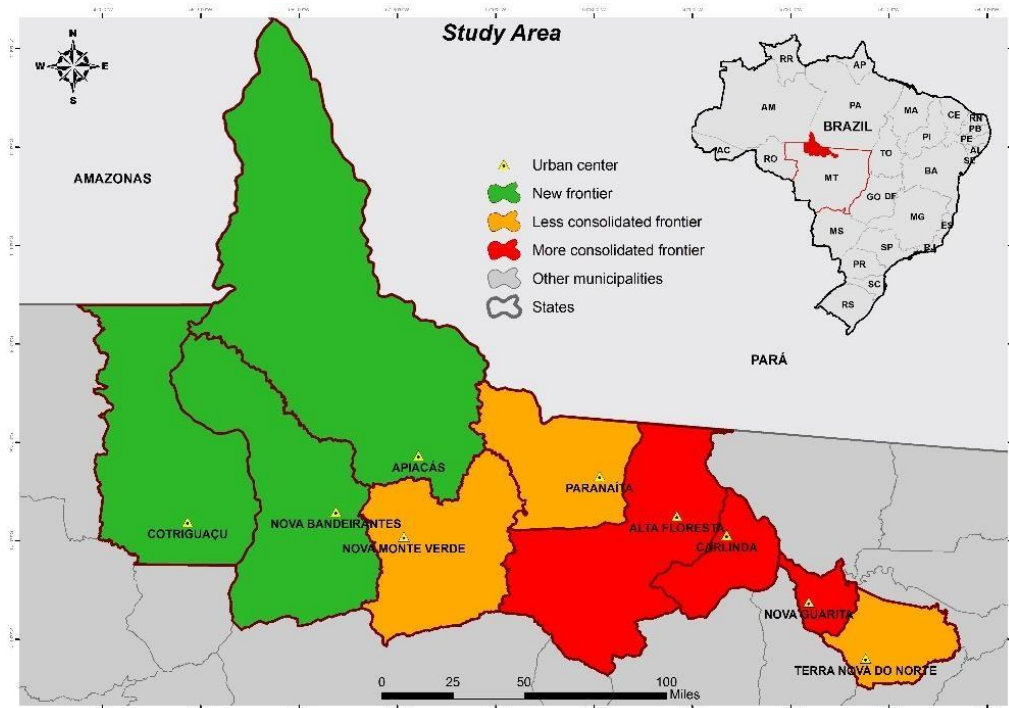 Study Area
N
W E
S
AMAZONAS
PARÁ
Urban center
New frontier
Less consolidated frontier
More consolidated frontier
Other municipalities
States
RR
AP
AM
PA
MA
CE
RN
PB
PE
AL
SE
PI
BRAZIL
AC
RO
TO
MT
BA
GO
DF
MG
ES
MS
SP
RJ
PR
SC
RS
APIACÁS
PARANAÍTA
COTRIGUAÇU
NOVA BANDEIRANTES
NOVA MONTE VERDE
ALTA FLORESTA
CARLINDA
NOVA GUARITA
TERRA NOVA DO NORTE
0 25 50 100
Miles